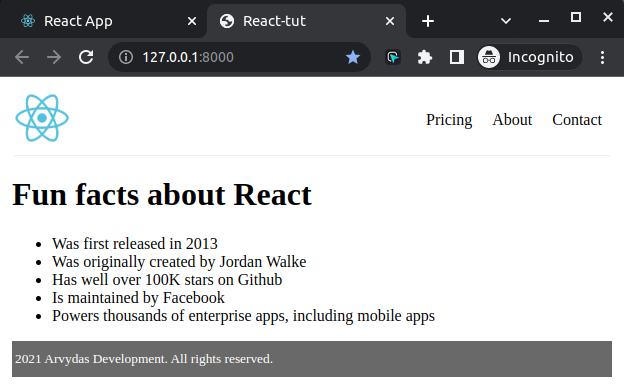 React App
React-tut
127.0.0.1:8000
Incognito
Pricing About Contact
Fun facts about React
Was first released in 2013
Was originally created by Jordan Walke
Has well over 100K stars on Github
Is maintained by Facebook
Powers thousands of enterprise apps, including mobile apps
2021 Arvydas Development. All rights reserved.